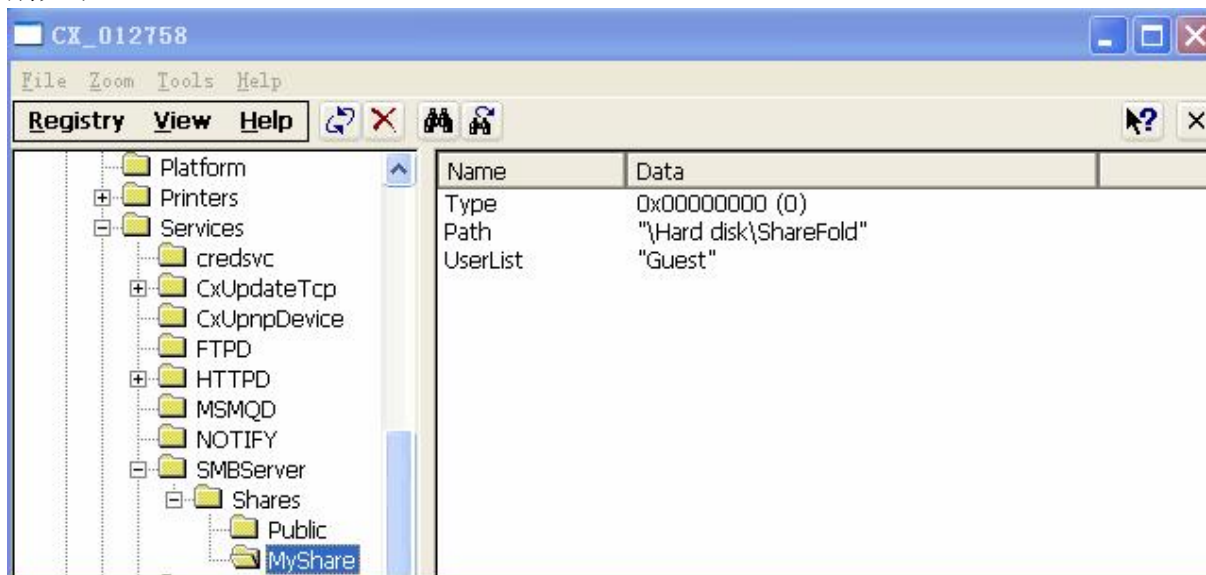 CX_012758
File Zoom Tools Help
Registry View Help
Platform
Printers
Services
credsvc
CxUpdateTcp
CxUpnpDevice
FTPD
HTTPD
MSMQD
NOTIFY
SMBServer
Shares
Public
MyShare
Name Data
Type 0x00000000 (0)
Path "\Hard disk\ShareFold"
UserList "Guest"